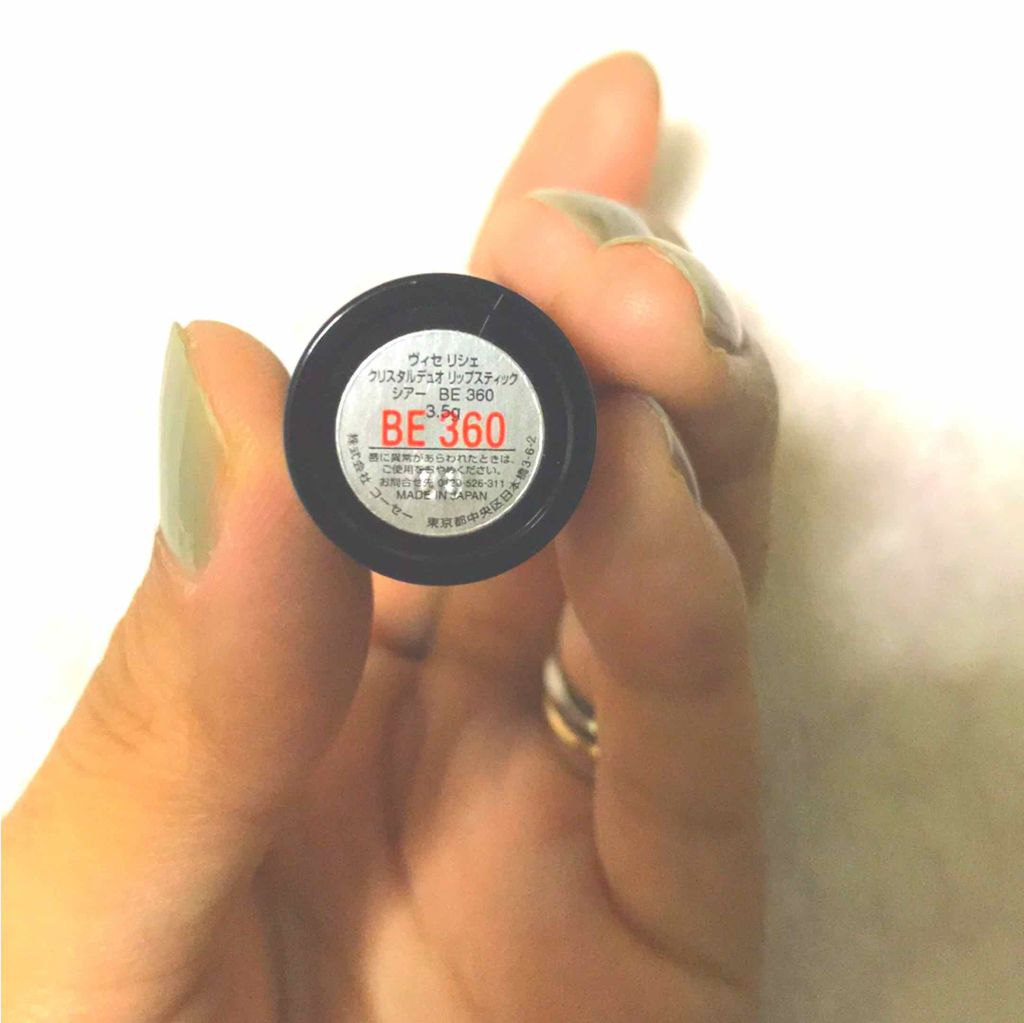 ヴィセ リシェ
クリスタルデュオ リップスティック
シアー BE 360
3.5g
BE 360
唇に異常があらわれたときは、
ご使用をおやめください。
お問合せ先 0120-526-311
MADE IN JAPAN
株式会社 コーセー 東京都中央区日本橋3-6-2